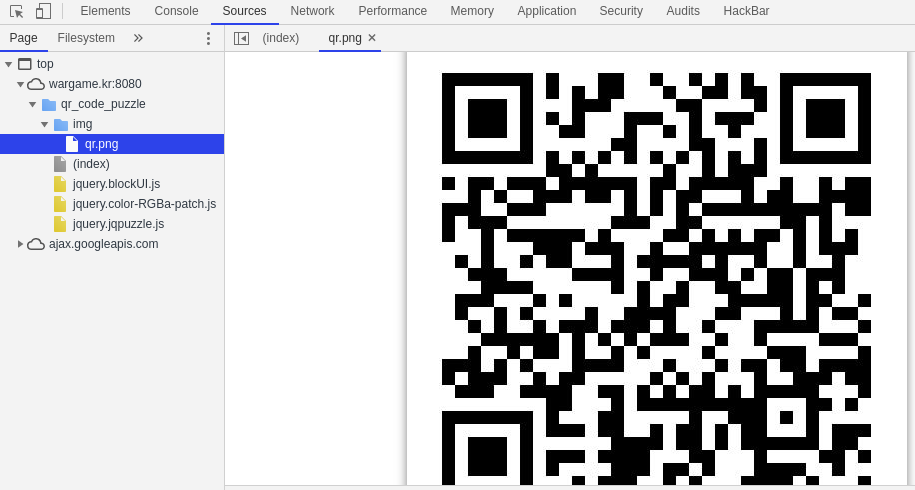 Elements Console Sources Network Performance Memory Application Security Audits HackBar
Page Filesystem » (index) qr.png ✕
top
wargame.kr:8080
qr_code_puzzle
img
qr.png
(index)
jquery.blockUI.js
jquery.color-RGBa-patch.js
jquery.jqpuzzle.js
ajax.googleapis.com